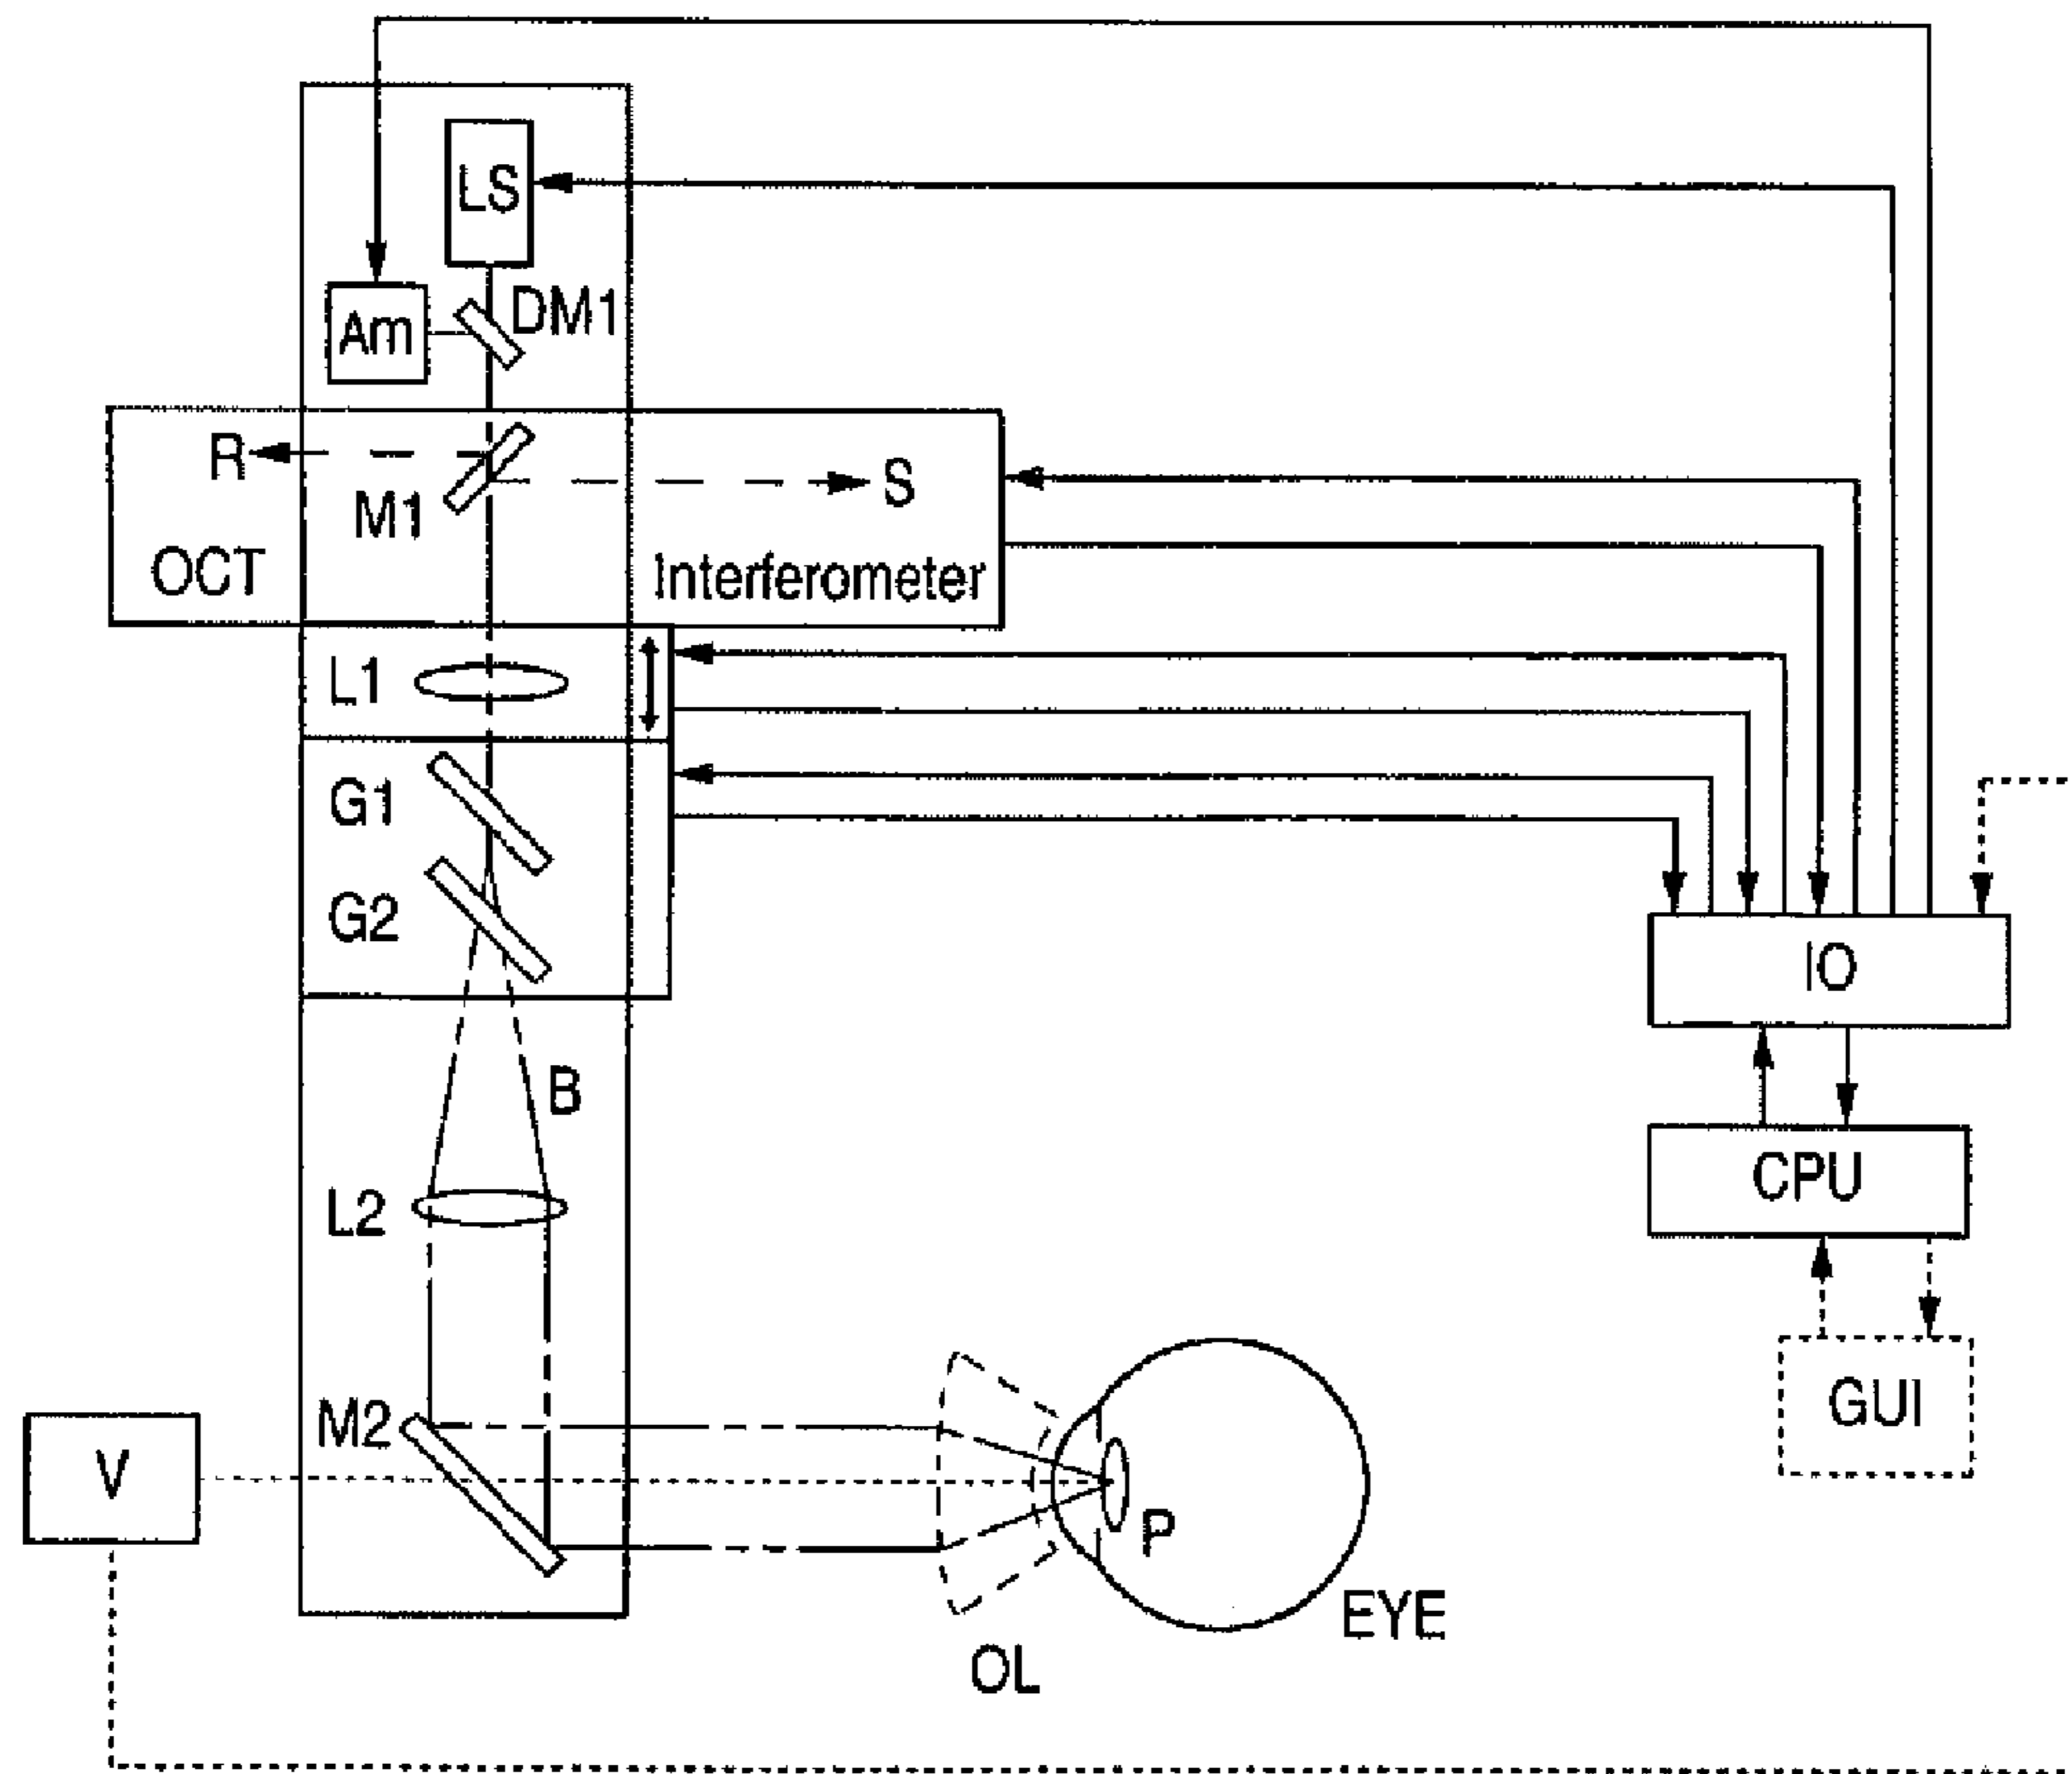 LS
DM1
Am
R
S
M1
OCT
Interferometer
L1
G1
G2
IO
B
CPU
L2
GUI
M2
V
P
EYE
OL